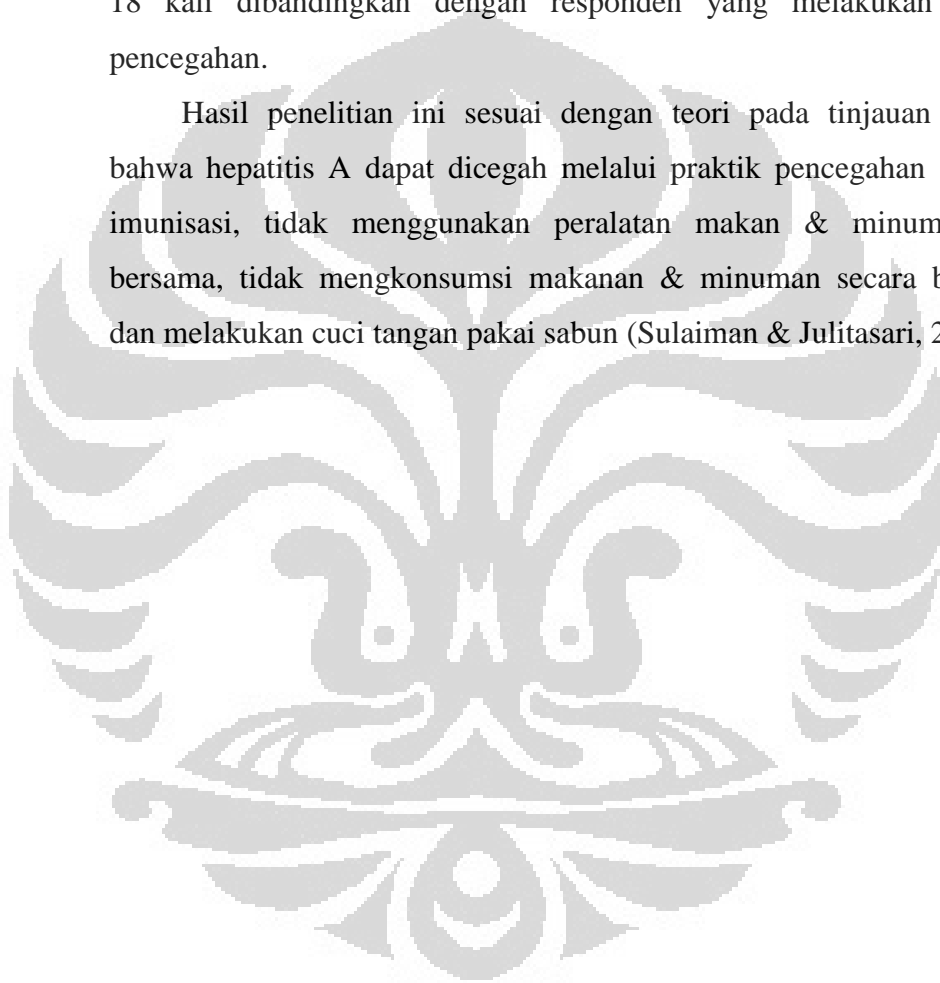 18 kali dibandingkan dengan responden yang melakukan
pencegahan.
Hasil penelitian ini sesuai dengan teori pada tinjauan
bahwa hepatitis A dapat dicegah melalui praktik pencegahan
imunisasi, tidak menggunakan peralatan makan & minum
bersama, tidak mengkonsumsi makanan & minuman secara b
dan melakukan cuci tangan pakai sabun (Sulaiman & Julitasari, 2